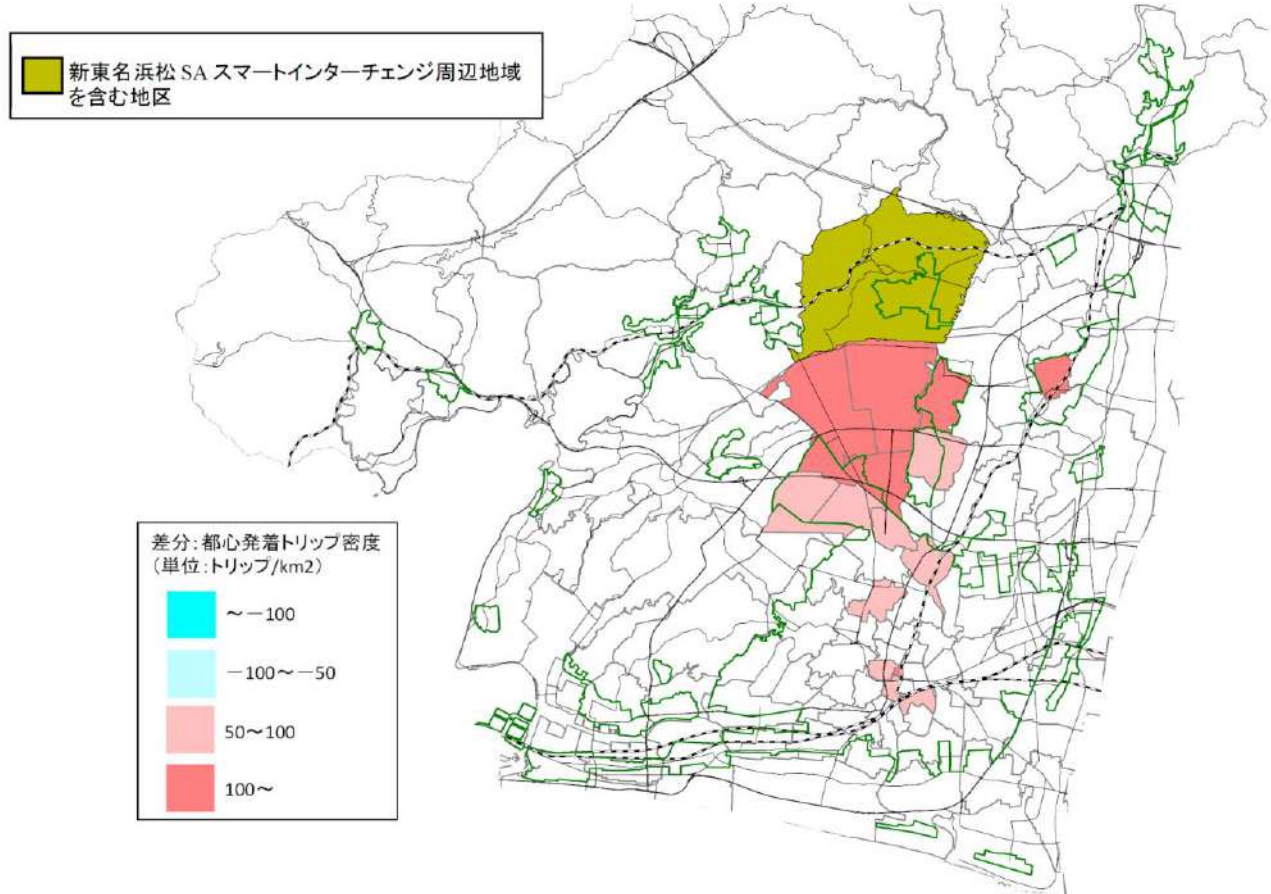 新東名浜松SAスマートインターチェンジ周辺地域
を含む地区
差分:都心発着トリップ密度
(単位:トリップ/km2)
～－100
－100～－50
50～100
100～